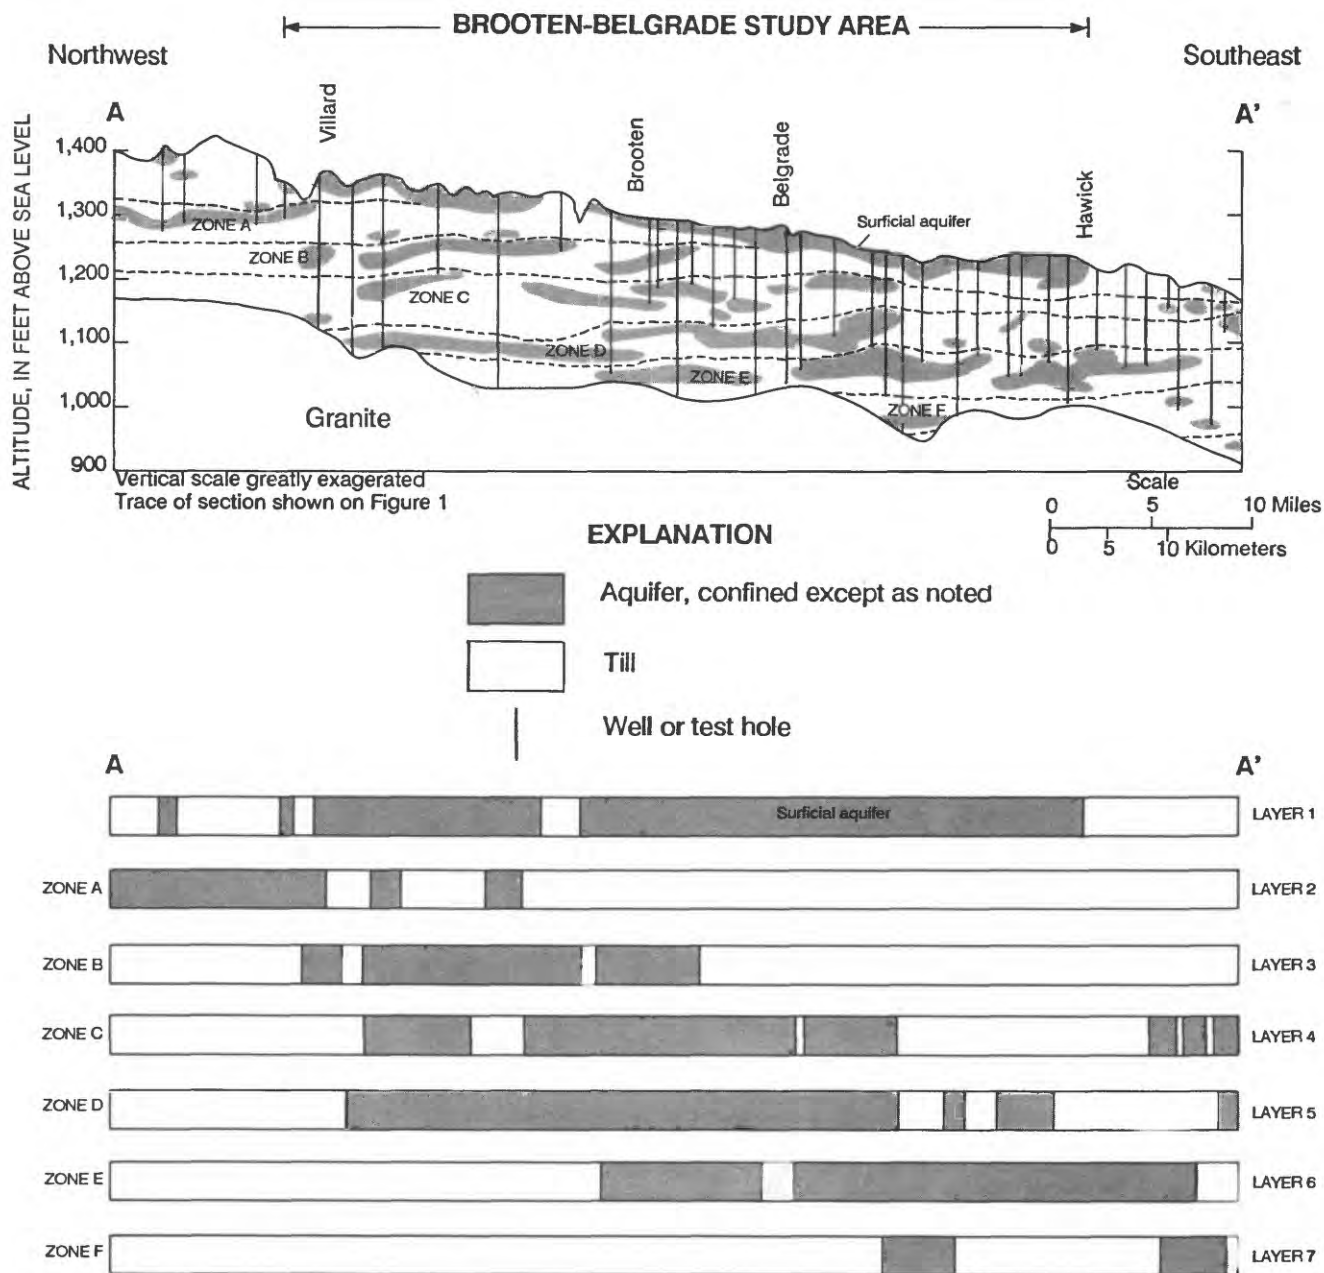 BROOTEN-BELGRADE STUDY AREA
Northwest
Southeast
A
A'
Villard
Brooten
Belgrade
Hawick
ALTITUDE, IN FEET ABOVE SEA LEVEL
1,400
1,300
1,200
1,100
1,000
900
Surficial aquifer
ZONE A
ZONE B
ZONE C
ZONE D
ZONE E
ZONE F
Granite
Vertical scale greatly exagerated
Trace of section shown on Figure 1
Scale
0 5 10 Miles
0 5 10 Kilometers
EXPLANATION
Aquifer, confined except as noted
Till
Well or test hole
A
A'
Surficial aquifer
LAYER 1
ZONE A
LAYER 2
ZONE B
LAYER 3
ZONE C
LAYER 4
ZONE D
LAYER 5
ZONE E
LAYER 6
ZONE F
LAYER 7